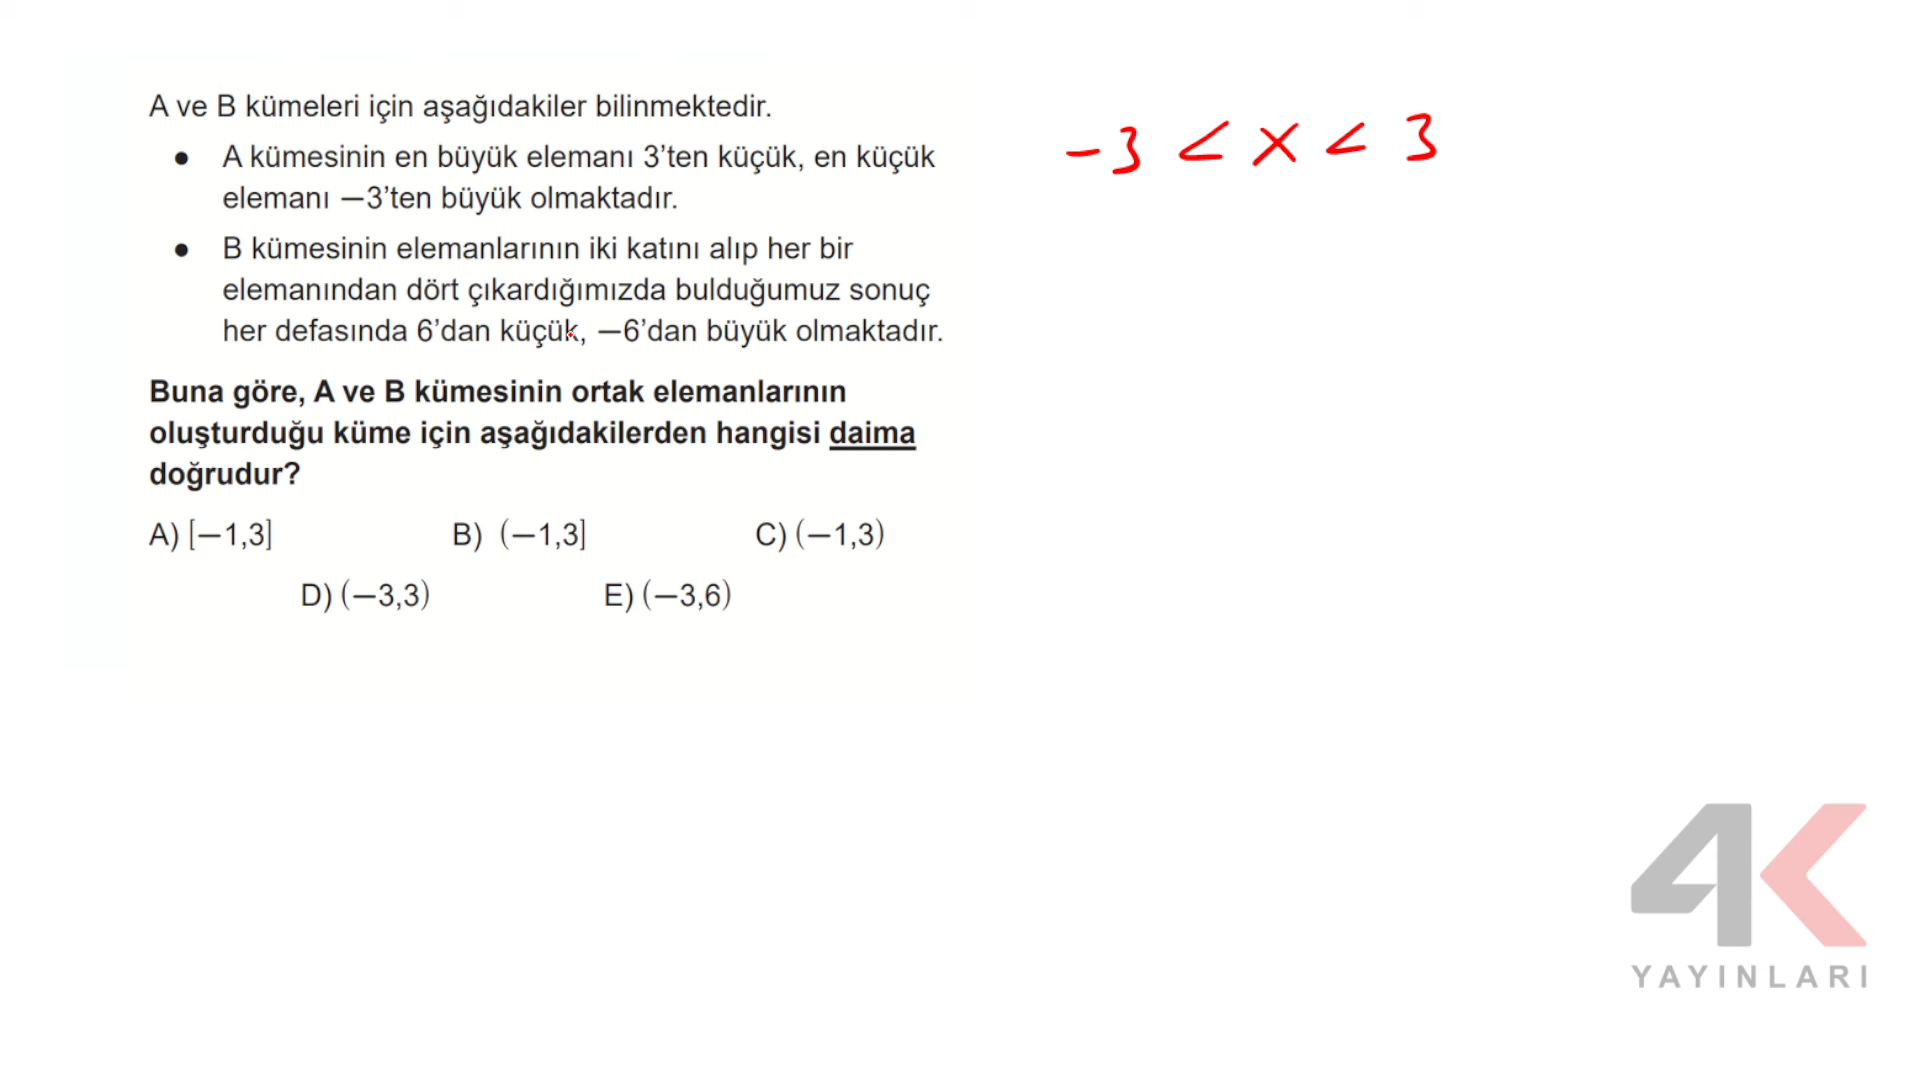 A ve B kümeleri için aşağıdakiler bilinmektedir.
● A kümesinin en büyük elemanı 3’ten küçük, en küçük
elemanı −3’ten büyük olmaktadır.
● B kümesinin elemanlarının iki katını alıp her bir
elemanından dört çıkardığımızda bulduğumuz sonuç
her defasında 6’dan küçük, −6’dan büyük olmaktadır.
Buna göre, A ve B kümesinin ortak elemanlarının
oluşturduğu küme için aşağıdakilerden hangisi daima
doğrudur?
A) [−1,3] B) (−1,3] C) (−1,3)
D) (−3,3) E) (−3,6)
-3 < x < 3
4K
YAYINLARI